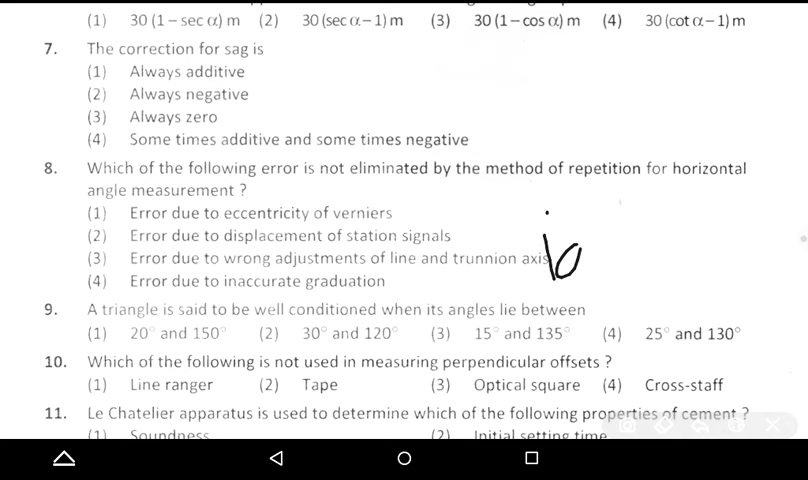 (1) 30 (1 – sec α) m (2) 30 (sec α – 1) m (3) 30 (1 – cos α) m (4) 30 (cot α – 1) m
7. The correction for sag is
(1) Always additive
(2) Always negative
(3) Always zero
(4) Some times additive and some times negative
8. Which of the following error is not eliminated by the method of repetition for horizontal
angle measurement ?
(1) Error due to eccentricity of verniers
(2) Error due to displacement of station signals
(3) Error due to wrong adjustments of line and trunnion axis
(4) Error due to inaccurate graduation
9. A triangle is said to be well conditioned when its angles lie between
(1) 20° and 150° (2) 30° and 120° (3) 15° and 135° (4) 25° and 130°
10. Which of the following is not used in measuring perpendicular offsets ?
(1) Line ranger (2) Tape (3) Optical square (4) Cross-staff
11. Le Chatelier apparatus is used to determine which of the following properties of cement ?
(1) Soundness (2) Initial setting time